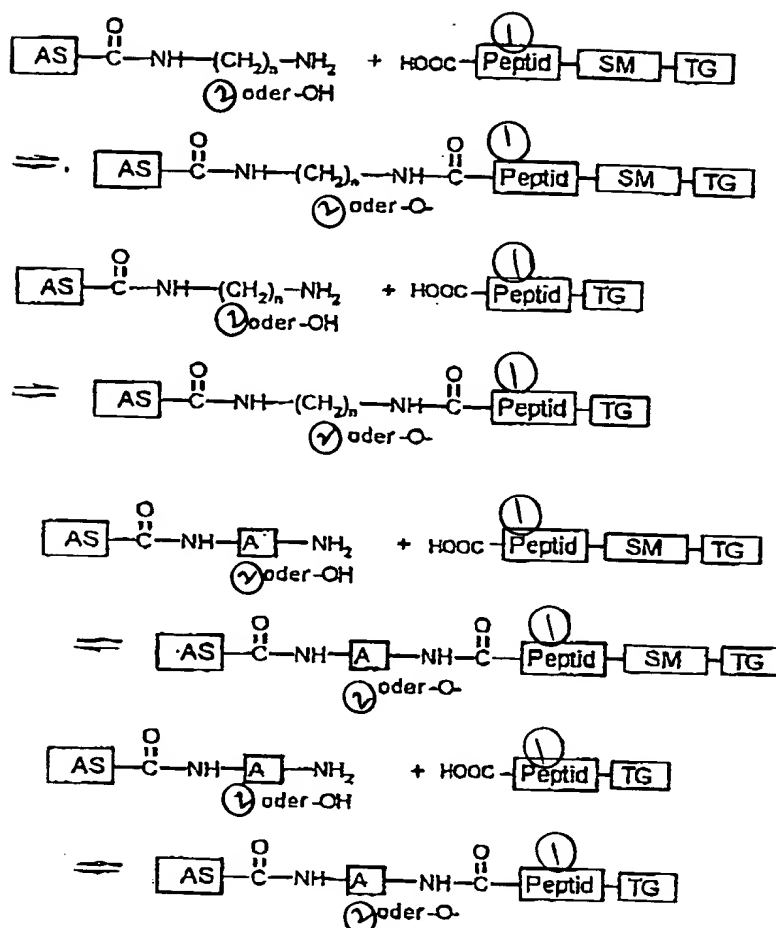 ①
AS-C(=O)-NH-(CH₂)ₙ-NH₂ + HOOC-Peptid-SM-TG
② oder-OH
①
⇌. AS-C(=O)-NH-(CH₂)ₙ-NH-C(=O)-Peptid-SM-TG
② oder-O-
①
AS-C(=O)-NH-(CH₂)ₙ-NH₂ + HOOC-Peptid-TG
② oder-OH
①
⇌ AS-C(=O)-NH-(CH₂)ₙ-NH-C(=O)-Peptid-TG
② oder-O-
①
AS-C(=O)-NH-A-NH₂ + HOOC-Peptid-SM-TG
② oder-OH
①
⇌ AS-C(=O)-NH-A-NH-C(=O)-Peptid-SM-TG
② oder-O-
①
AS-C(=O)-NH-A-NH₂ + HOOC-Peptid-TG
② oder-OH
①
⇌ AS-C(=O)-NH-A-NH-C(=O)-Peptid-TG
② oder-O-